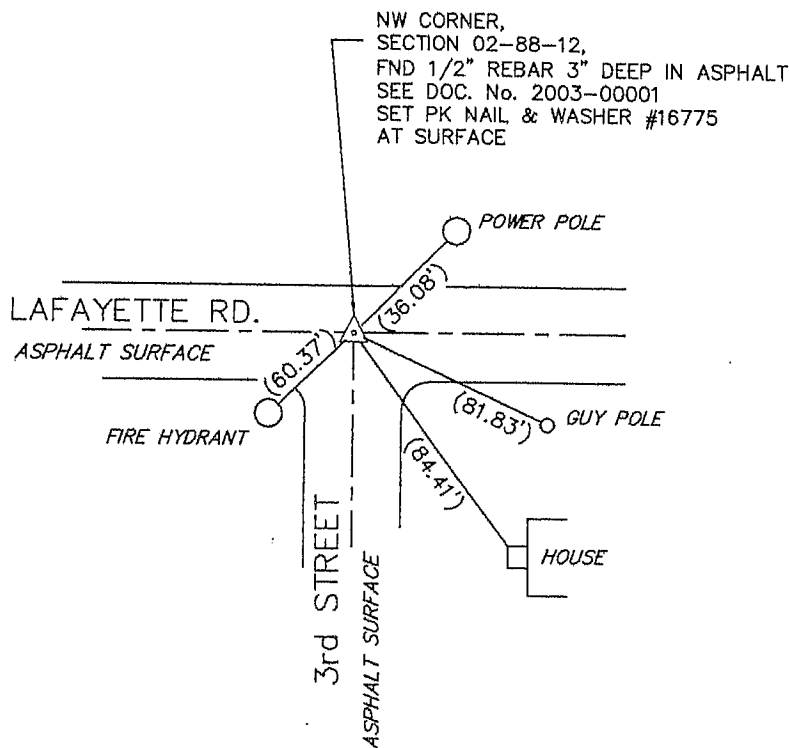 NW CORNER,
SECTION 02-88-12,
FND 1/2" REBAR 3" DEEP IN ASPHALT
SEE DOC. No. 2003-00001
SET PK NAIL & WASHER #16775
AT SURFACE
POWER POLE
(36.08')
LAFAYETTE RD.
ASPHALT SURFACE
(60.37')
FIRE HYDRANT
(81.83')
GUY POLE
(84.41')
HOUSE
3rd STREET
ASPHALT SURFACE